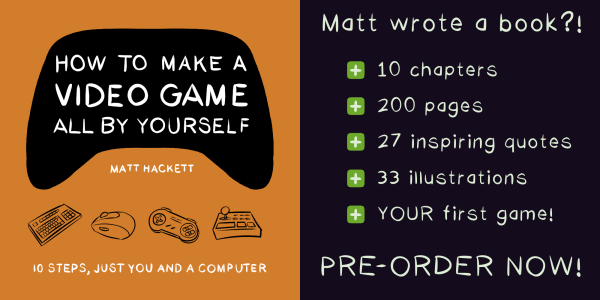 HOW TO MAKE A
VIDEO GAME
ALL BY YOURSELF
MATT HACKETT
10 STEPS, JUST YOU AND A COMPUTER
Matt wrote a book?!
10 chapters
200 pages
27 inspiring quotes
33 illustrations
YOUR first game!
PRE-ORDER NOW!